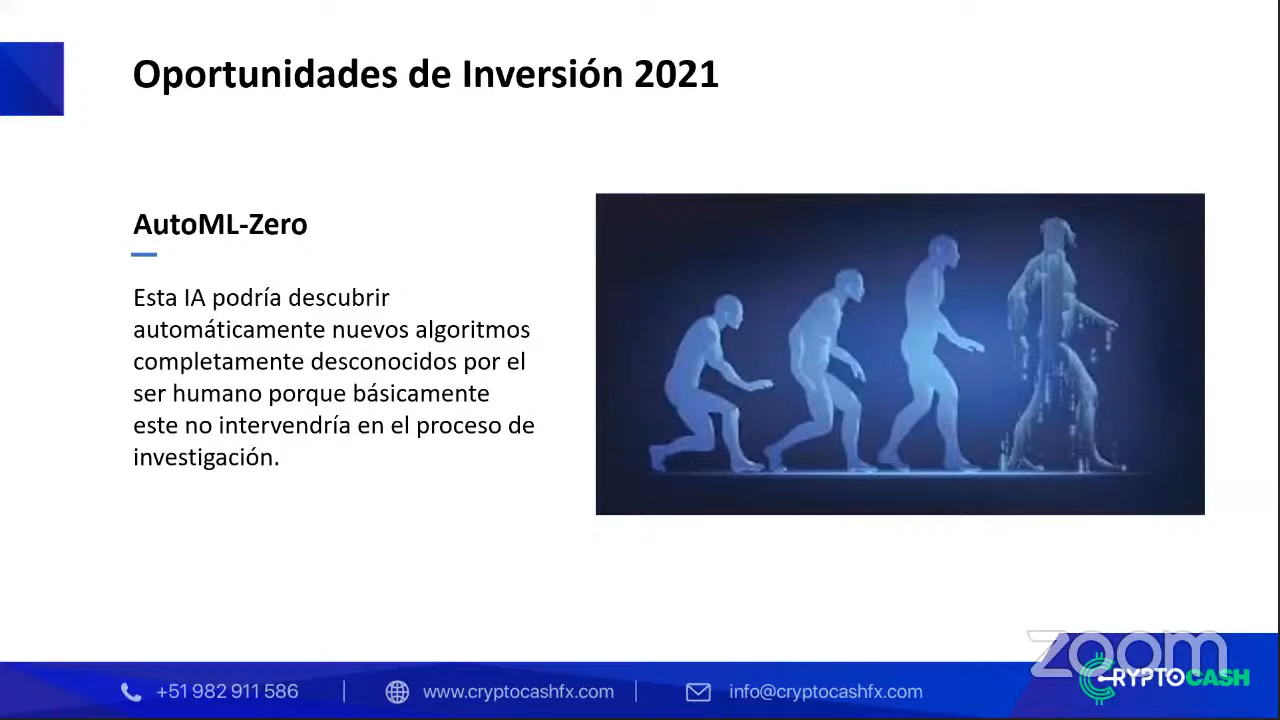 Oportunidades de Inversión 2021
AutoML-Zero
Esta IA podría descubrir
automáticamente nuevos algoritmos
completamente desconocidos por el
ser humano porque básicamente
este no intervendría en el proceso de
investigación.
zoom
+51 982 911 586 | www.cryptocashfx.com | info@cryptocashfx.com
CRYPTOCASH